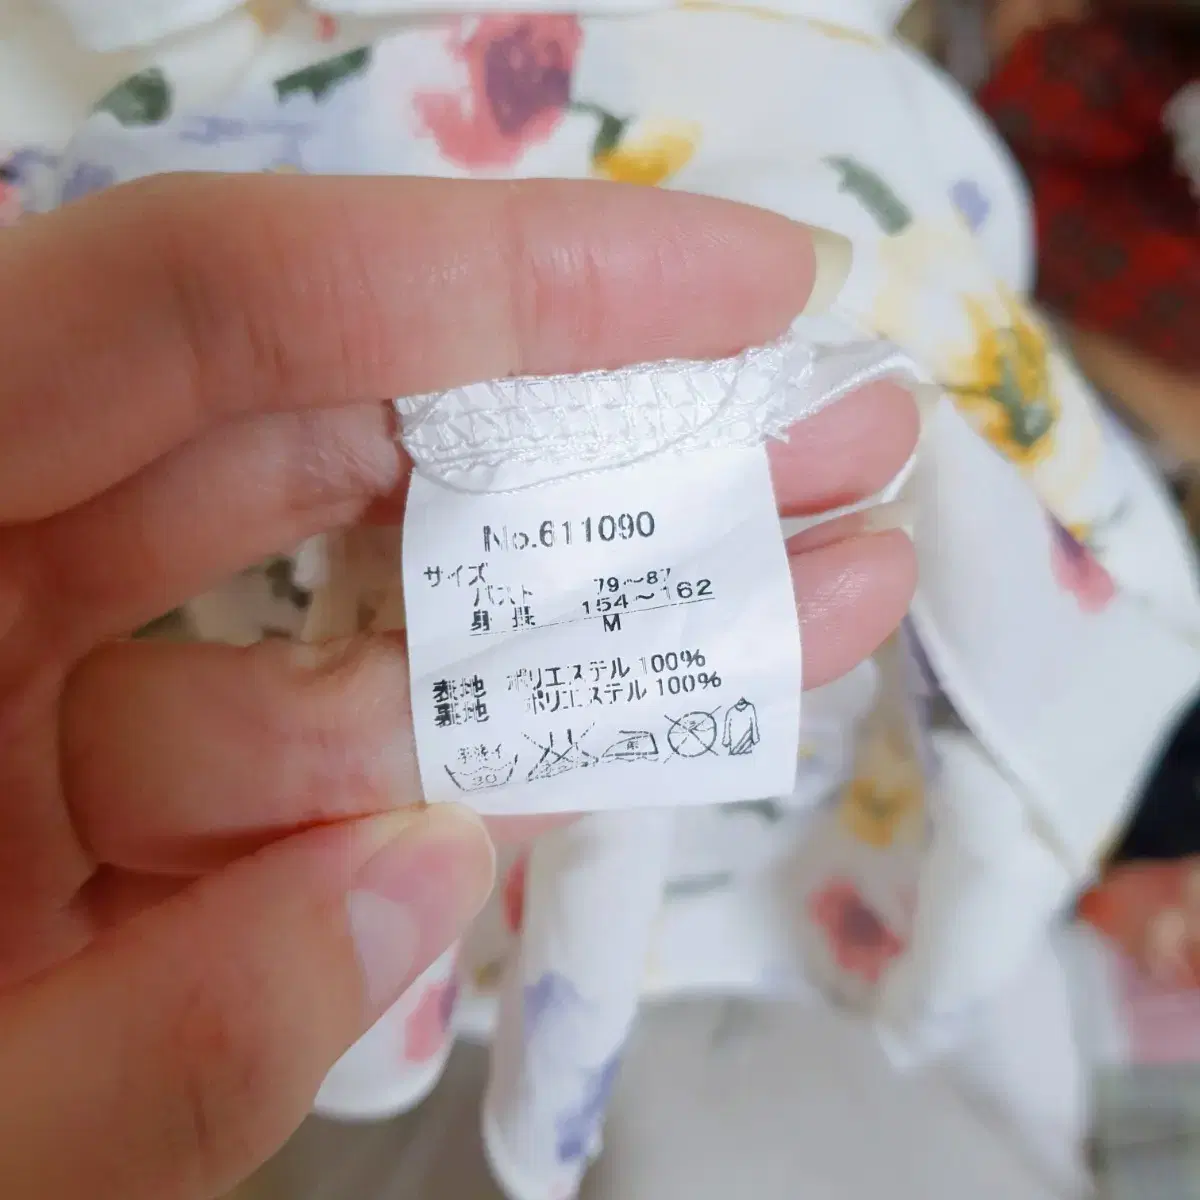 No.611090
サイズ
バスト 79～87
身長 154～162
M
表地 ポリエステル 100%
裏地 ポリエステル 100%
手洗イ
30